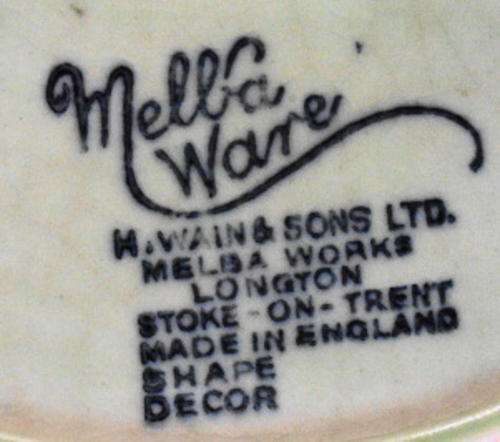 Melba
Ware
H. WAIN & SONS LTD.
MELBA WORKS
LONGTON
STOKE-ON-TRENT
MADE IN ENGLAND
SHAPE
DECOR